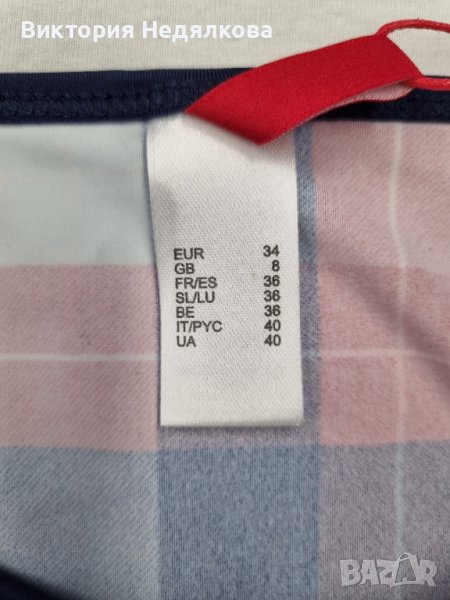 Виктория Недялкова
EUR 34
GB 8
FR/ES 36
SL/LU 36
BE 36
IT/PYC 40
UA 40
BAZAR